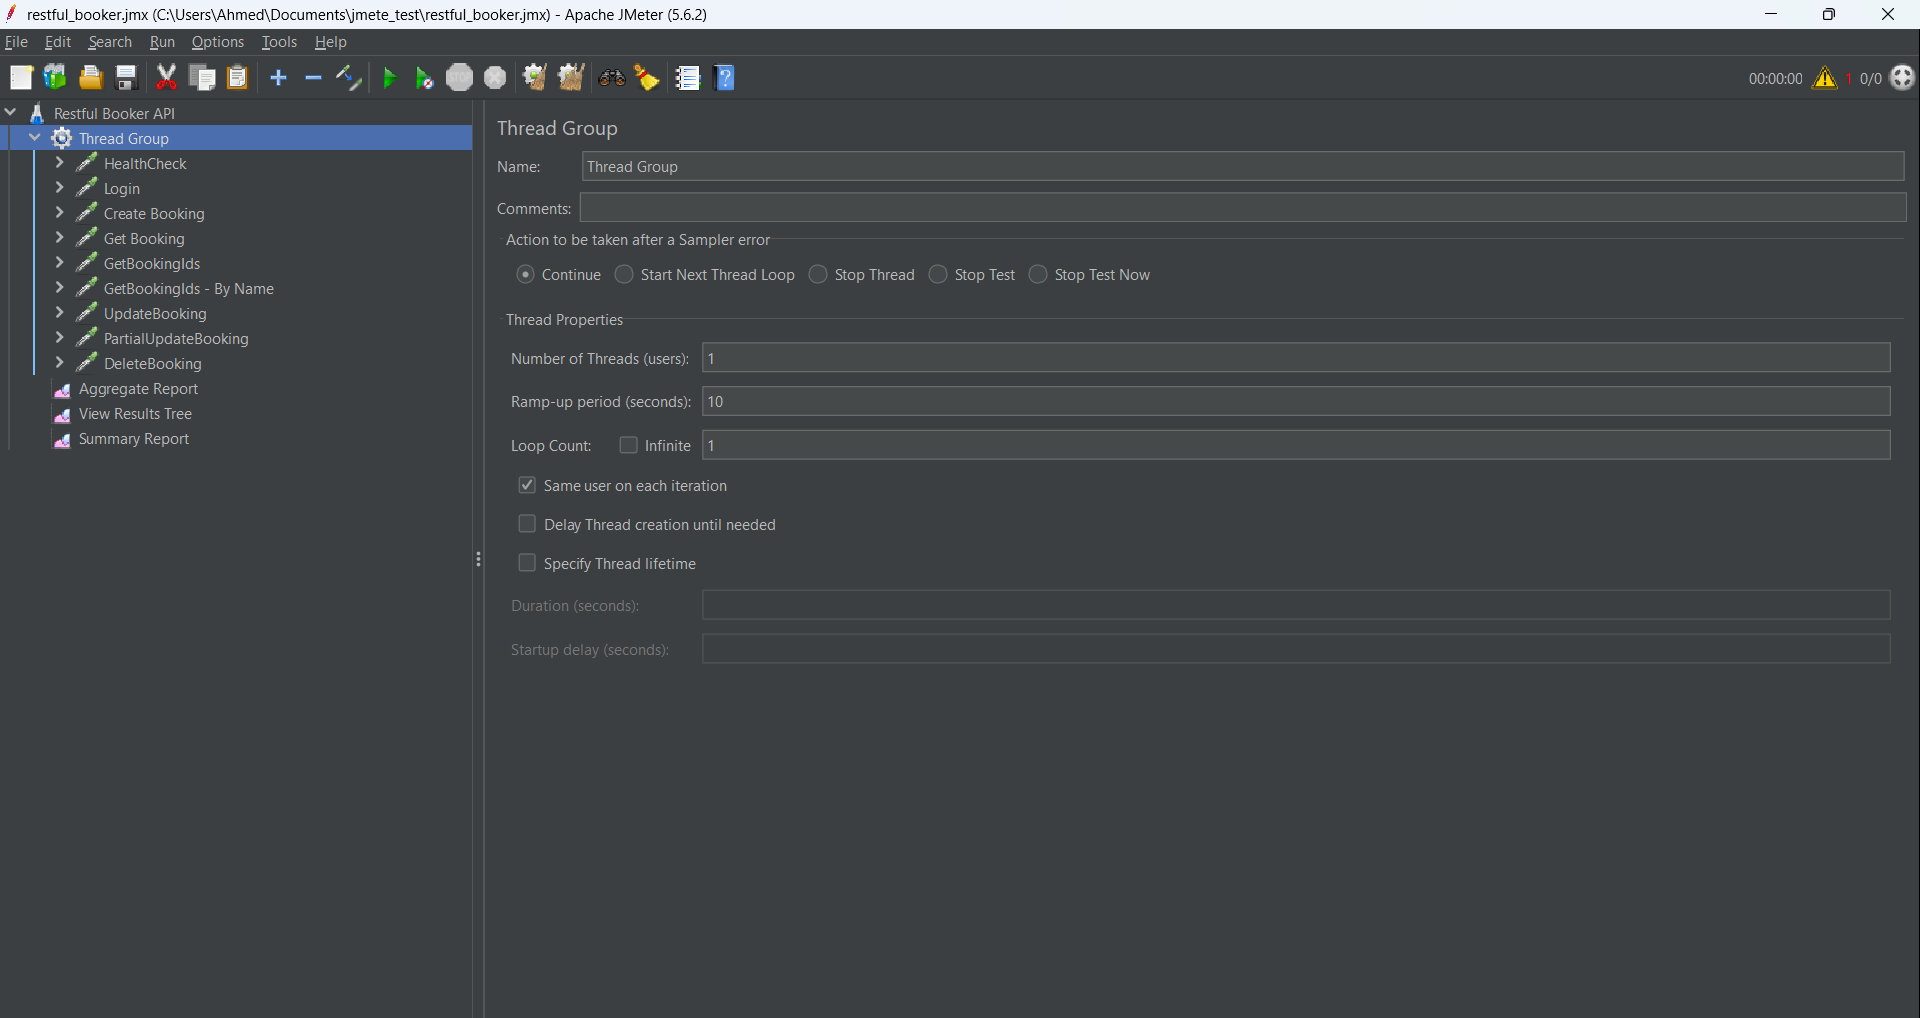 restful_booker.jmx (C:\Users\Ahmed\Documents\jmete_test\restful_booker.jmx) - Apache JMeter (5.6.2)
File Edit Search Run Options Tools Help
STOP
?
00:00:00 1 0/0
Restful Booker API
Thread Group
HealthCheck
Login
Create Booking
Get Booking
GetBookingIds
GetBookingIds - By Name
UpdateBooking
PartialUpdateBooking
DeleteBooking
Aggregate Report
View Results Tree
Summary Report
Thread Group
Name: Thread Group
Comments:
Action to be taken after a Sampler error
Continue Start Next Thread Loop Stop Thread Stop Test Stop Test Now
Thread Properties
Number of Threads (users): 1
Ramp-up period (seconds): 10
Loop Count: Infinite 1
Same user on each iteration
Delay Thread creation until needed
Specify Thread lifetime
Duration (seconds):
Startup delay (seconds):